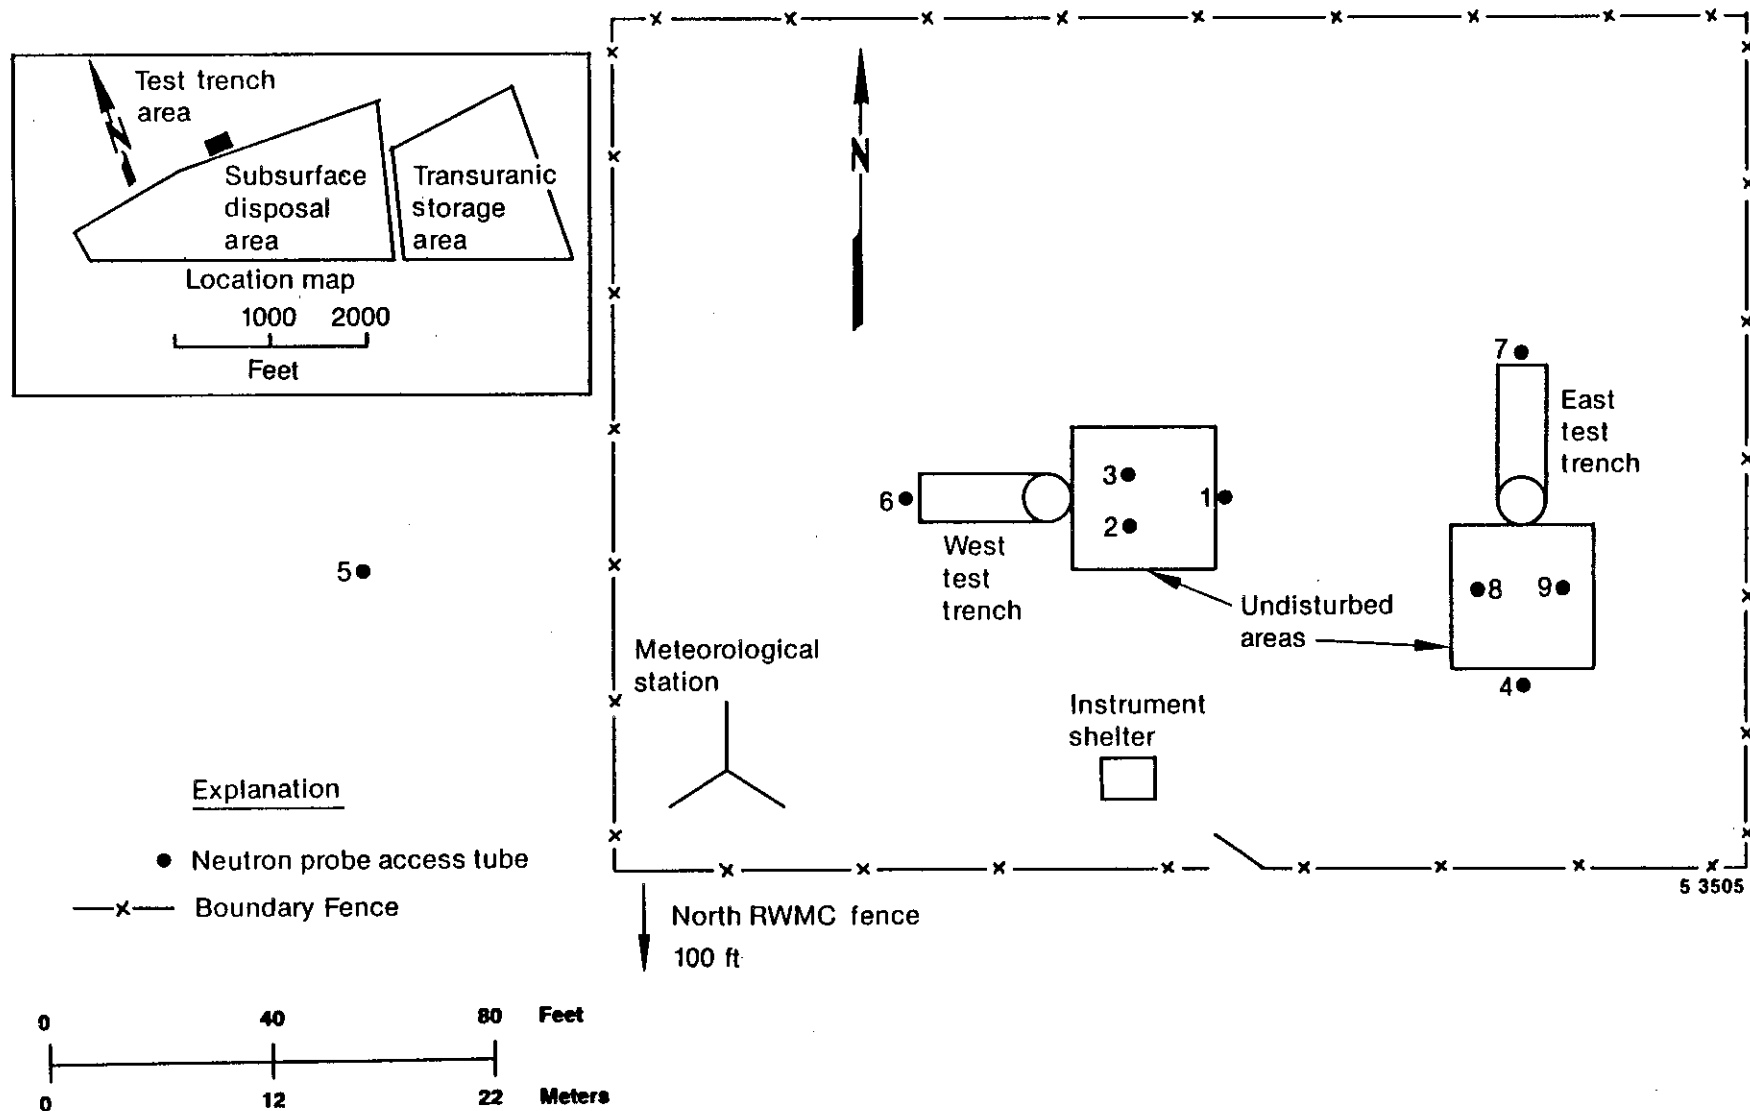 Test trench
area
N
Subsurface
disposal
area
Transuranic
storage
area
Location map
1000 2000
Feet
N
7
East
test
trench
3
6
1
2
West
test
trench
5
8 9
Undisturbed
areas
Meteorological
station
4
Instrument
shelter
Explanation
Neutron probe access tube
x Boundary Fence
5 3505
North RWMC fence
100 ft
0 40 80 Feet
0 12 22 Meters